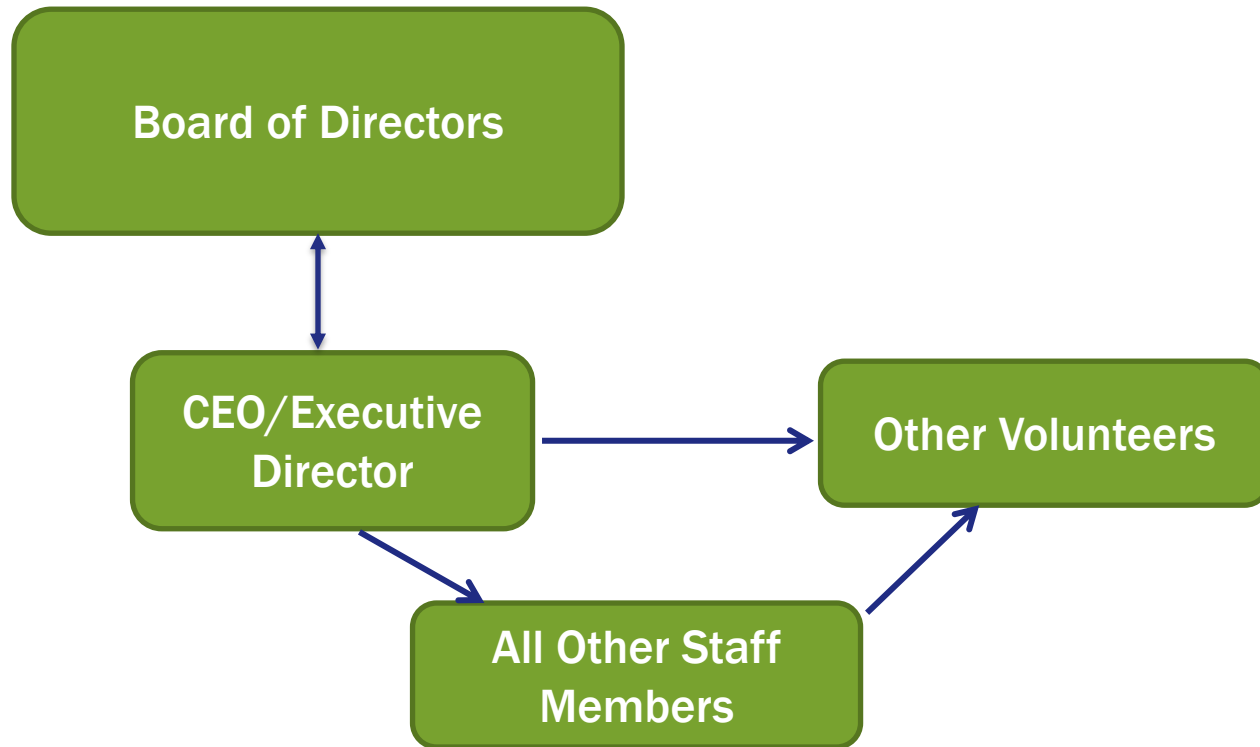 Board of Directors
CEO/Executive
Director
Other Volunteers
All Other Staff
Members